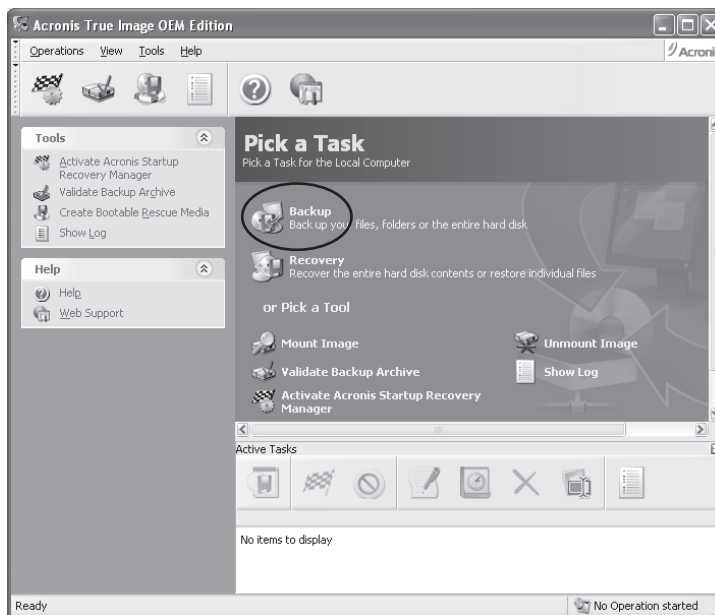 Acronis True Image OEM Edition
Operations View Tools Help
Acroni
Tools
Activate Acronis Startup
Recovery Manager
Validate Backup Archive
Create Bootable Rescue Media
Show Log
Help
Help
Web Support
Pick a Task
Pick a Task for the Local Computer
Backup
Back up your files, folders or the entire hard disk
Recovery
Recover the entire hard disk contents or restore individual files
or Pick a Tool
Mount Image
Unmount Image
Validate Backup Archive
Show Log
Activate Acronis Startup Recovery
Manager
Active Tasks
No items to display
Ready
No Operation started